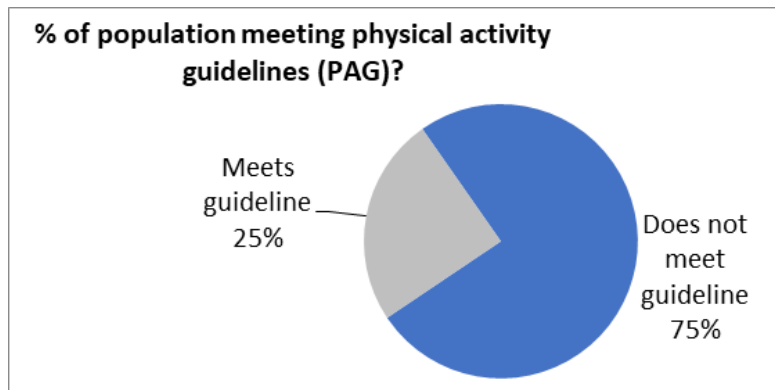 % of population meeting physical activity
guidelines (PAG)?
Meets
guideline
25%
Does not
meet
guideline
75%